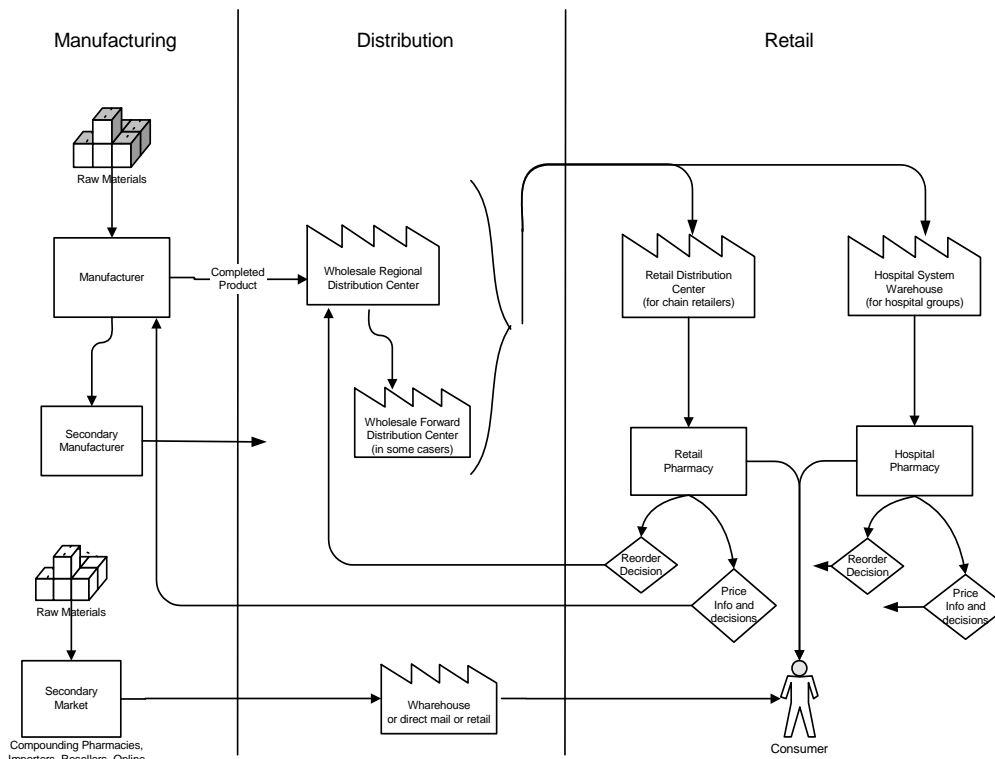 Manufacturing
Distribution
Retail
Raw Materials
Manufacturer
Completed
Product
Wholesale Regional
Distribution Center
Retail Distribution
Center
(for chain retailers)
Hospital System
Warehouse
(for hospital groups)
Secondary
Manufacturer
Wholesale Forward
Distribution Center
(in some casers)
Retail
Pharmacy
Hospital
Pharmacy
Reorder
Decision
Price
Info and
decisions
Reorder
Decision
Price
Info and
decisions
Raw Materials
Secondary
Market
Wharehouse
or direct mail or retail
Consumer
Compounding Pharmacies,
Importers, Resellers, Online